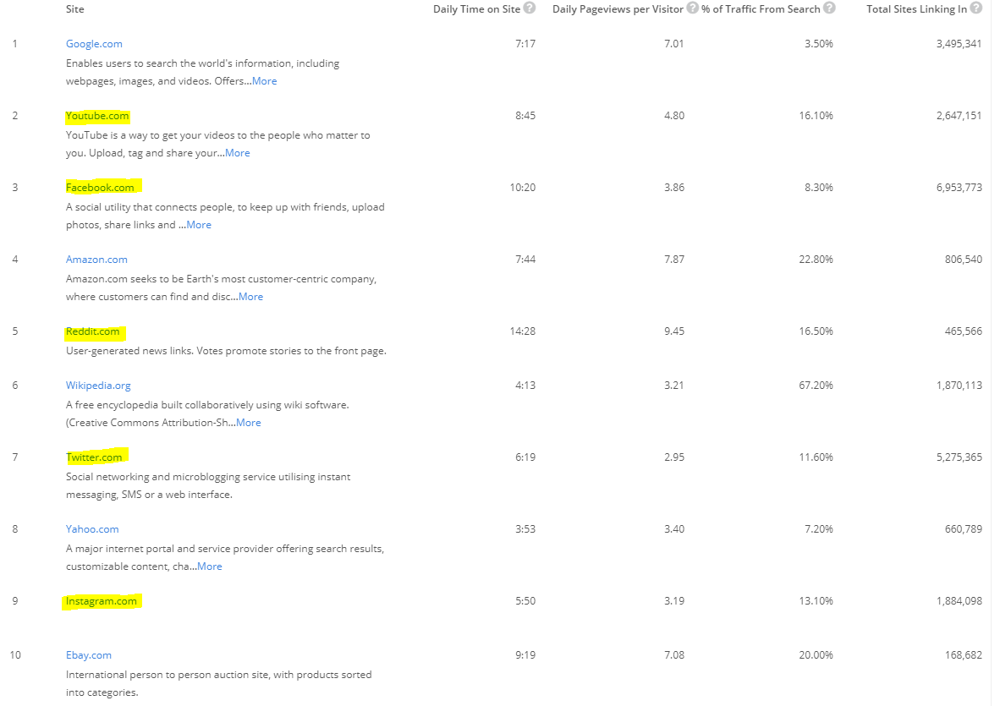 Site Daily Time on Site Daily Pageviews per Visitor % of Traffic From Search Total Sites Linking In
1 Google.com 7:17 7.01 3.50% 3,495,341
Enables users to search the world's information, including
webpages, images, and videos. Offers...More
2 Youtube.com 8:45 4.80 16.10% 2,647,151
YouTube is a way to get your videos to the people who matter to
you. Upload, tag and share your...More
3 Facebook.com 10:20 3.86 8.30% 6,953,773
A social utility that connects people, to keep up with friends, upload
photos, share links and ...More
4 Amazon.com 7:44 7.87 22.80% 806,540
Amazon.com seeks to be Earth's most customer-centric company,
where customers can find and disc...More
5 Reddit.com 14:28 9.45 16.50% 465,566
User-generated news links. Votes promote stories to the front page.
6 Wikipedia.org 4:13 3.21 67.20% 1,870,113
A free encyclopedia built collaboratively using wiki software.
(Creative Commons Attribution-Sh...More
7 Twitter.com 6:19 2.95 11.60% 5,275,365
Social networking and microblogging service utilising instant
messaging, SMS or a web interface.
8 Yahoo.com 3:53 3.40 7.20% 660,789
A major internet portal and service provider offering search results,
customizable content, cha...More
9 Instagram.com 5:50 3.19 13.10% 1,884,098
10 Ebay.com 9:19 7.08 20.00% 168,682
International person to person auction site, with products sorted
into categories.